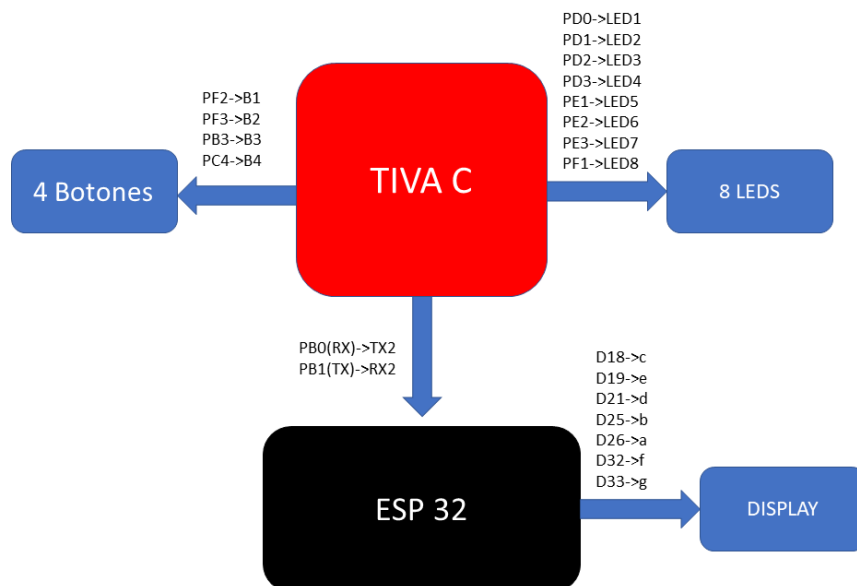 PD0->LED1
PD1->LED2
PD2->LED3
PD3->LED4
PE1->LED5
PE2->LED6
PE3->LED7
PF1->LED8
PF2->B1
PF3->B2
PB3->B3
PC4->B4
4 Botones
TIVA C
8 LEDS
PB0(RX)->TX2
PB1(TX)->RX2
D18->c
D19->e
D21->d
D25->b
D26->a
D32->f
D33->g
ESP 32
DISPLAY